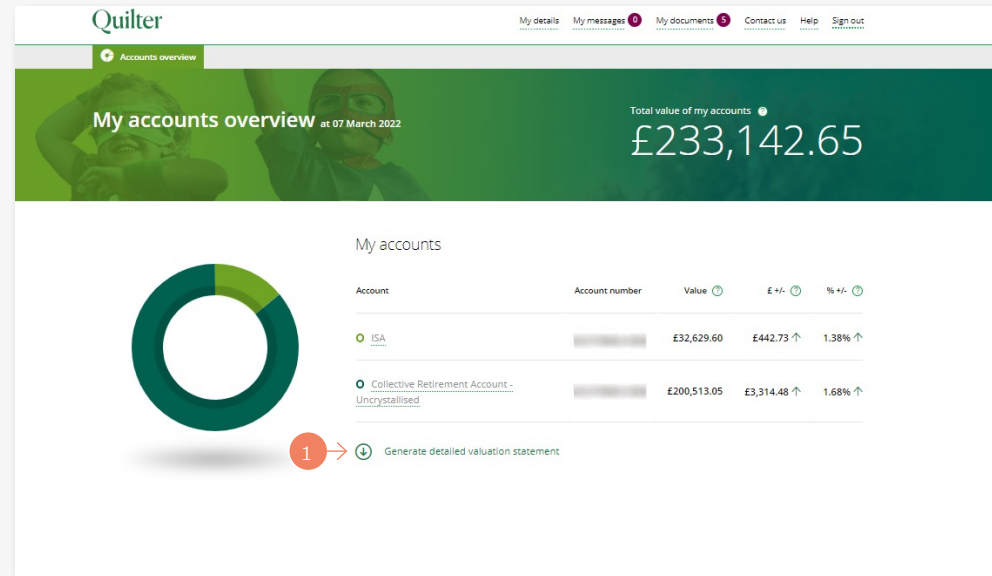 Quilter
My details My messages 0 My documents 5 Contact us Help Sign out
Accounts overview
My accounts overview at 07 March 2022
Total value of my accounts ?
£233,142.65
My accounts
Account Account number Value ? £ +/- ? % +/- ?
ISA £32,629.60 £442.73 ↑ 1.38% ↑
Collective Retirement Account -
Uncrystallised £200,513.05 £3,314.48 ↑ 1.68% ↑
1 Generate detailed valuation statement